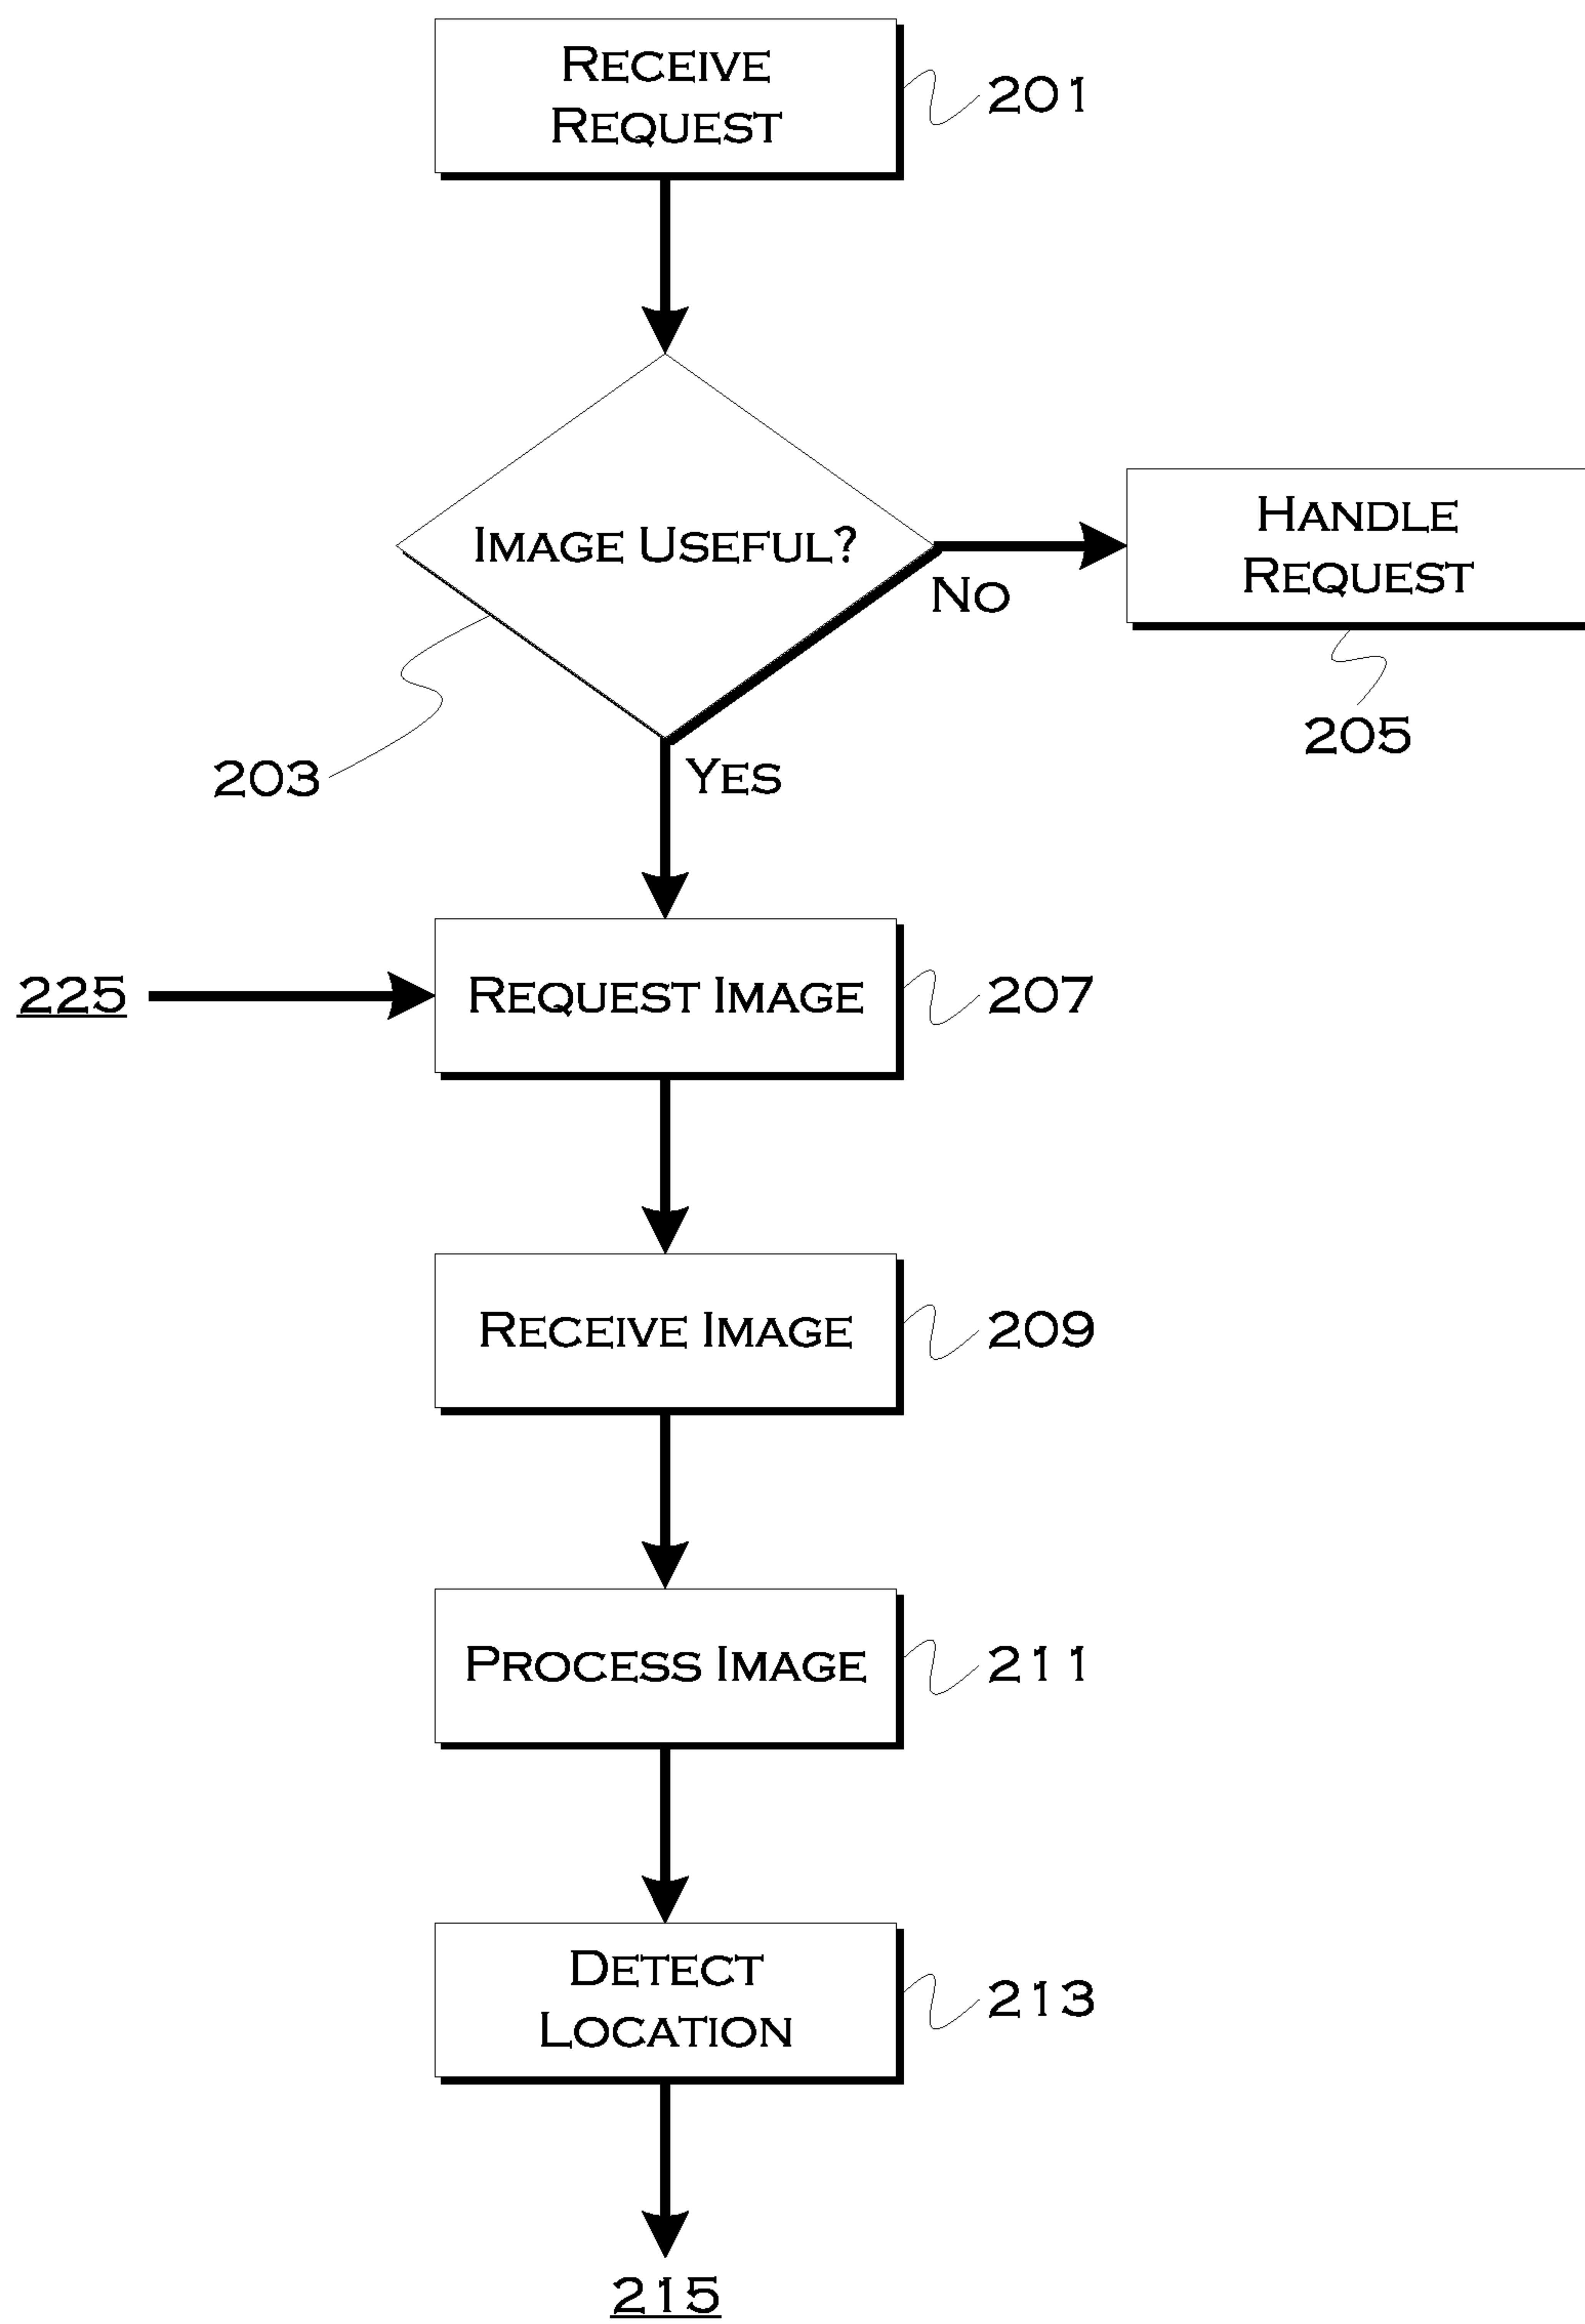 RECEIVE
REQUEST
201
IMAGE USEFUL?
HANDLE
REQUEST
NO
205
203
YES
225
REQUEST IMAGE
207
RECEIVE IMAGE
209
PROCESS IMAGE
211
DETECT
LOCATION
213
215